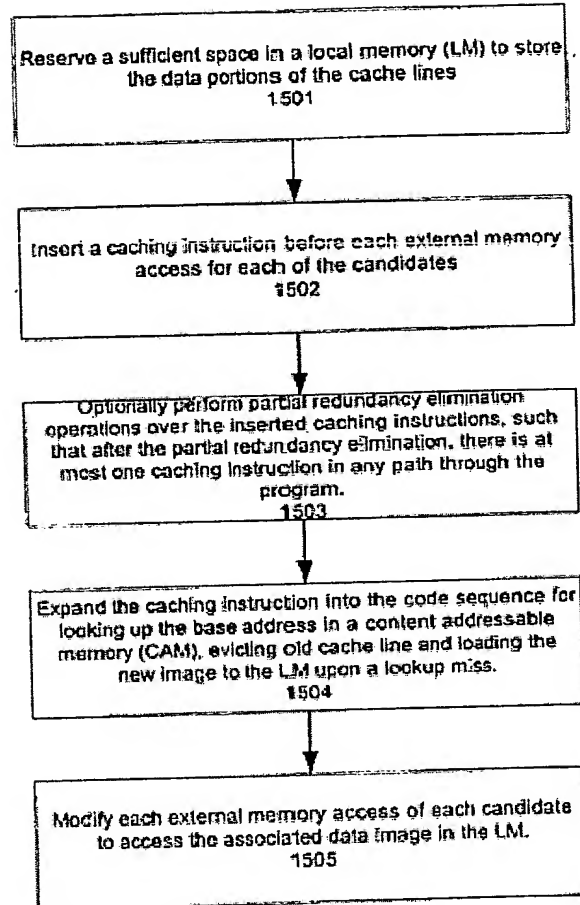 Reserve a sufficient space in a local memory (LM) to store
the data portions of the cache lines
1501
Insert a caching instruction before each external memory
access for each of the candidates
1502
Optionally perform partial redundancy elimination
operations over the inserted caching instructions, such
that after the partial redundancy elimination, there is at
most one caching instruction in any path through the
program.
1503
Expand the caching instruction into the code sequence for
looking up the base address in a content addressable
memory (CAM), evicting old cache line and loading the
new image to the LM upon a lookup miss.
1504
Modify each external memory access of each candidate
to access the associated data image in the LM.
1505